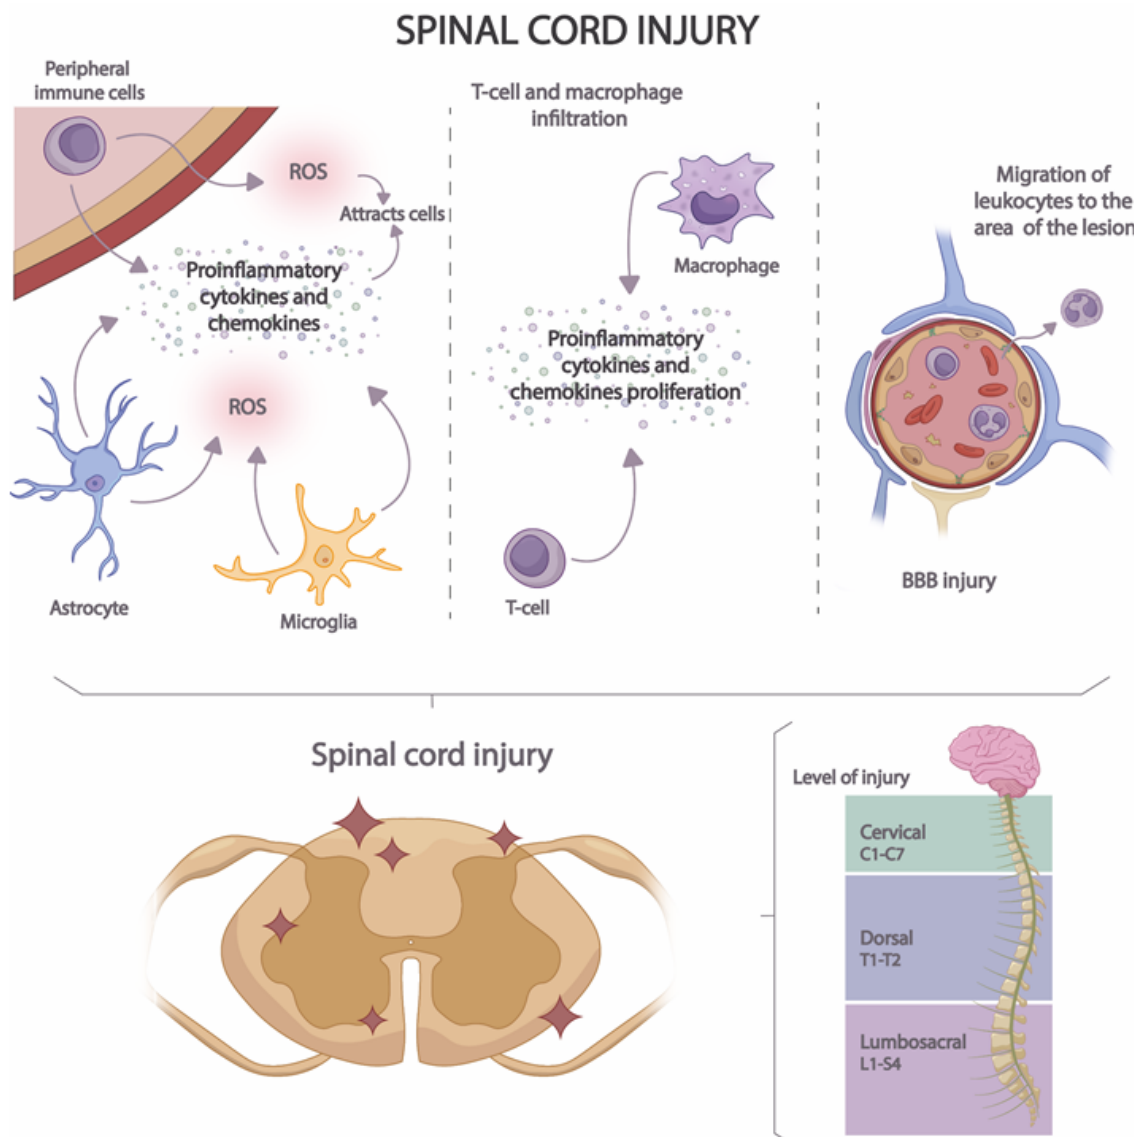 SPINAL CORD INJURY
Peripheral
immune cells
ROS
Attracts cells
Proinflammatory
cytokines and
chemokines
ROS
Astrocyte
Microglia
T-cell and macrophage
infiltration
Macrophage
Proinflammatory
cytokines and
chemokines proliferation
T-cell
Migration of
leukocytes to the
area of the lesion
BBB injury
Spinal cord injury
Level of injury
Cervical
C1-C7
Dorsal
T1-T2
Lumbosacral
L1-S4